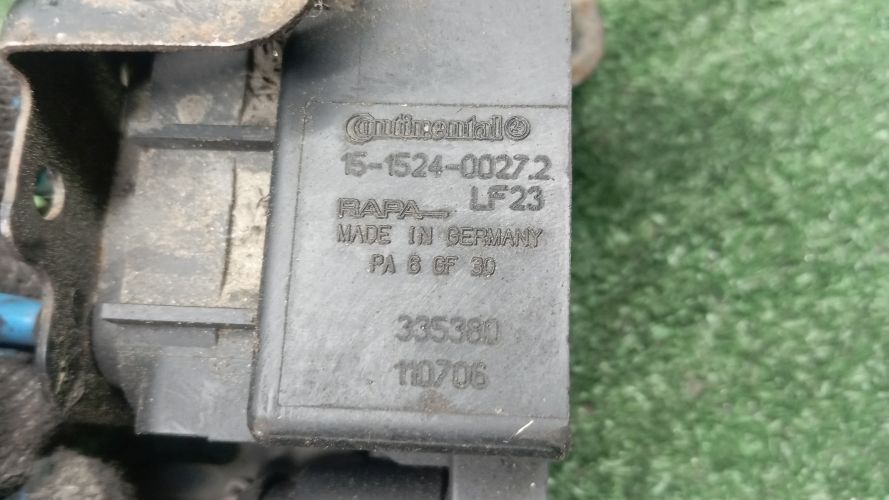 Continental
15-1524-0027.2
LF23
RAPA
MADE IN GERMANY
PA 6 GF 30
335380
110706